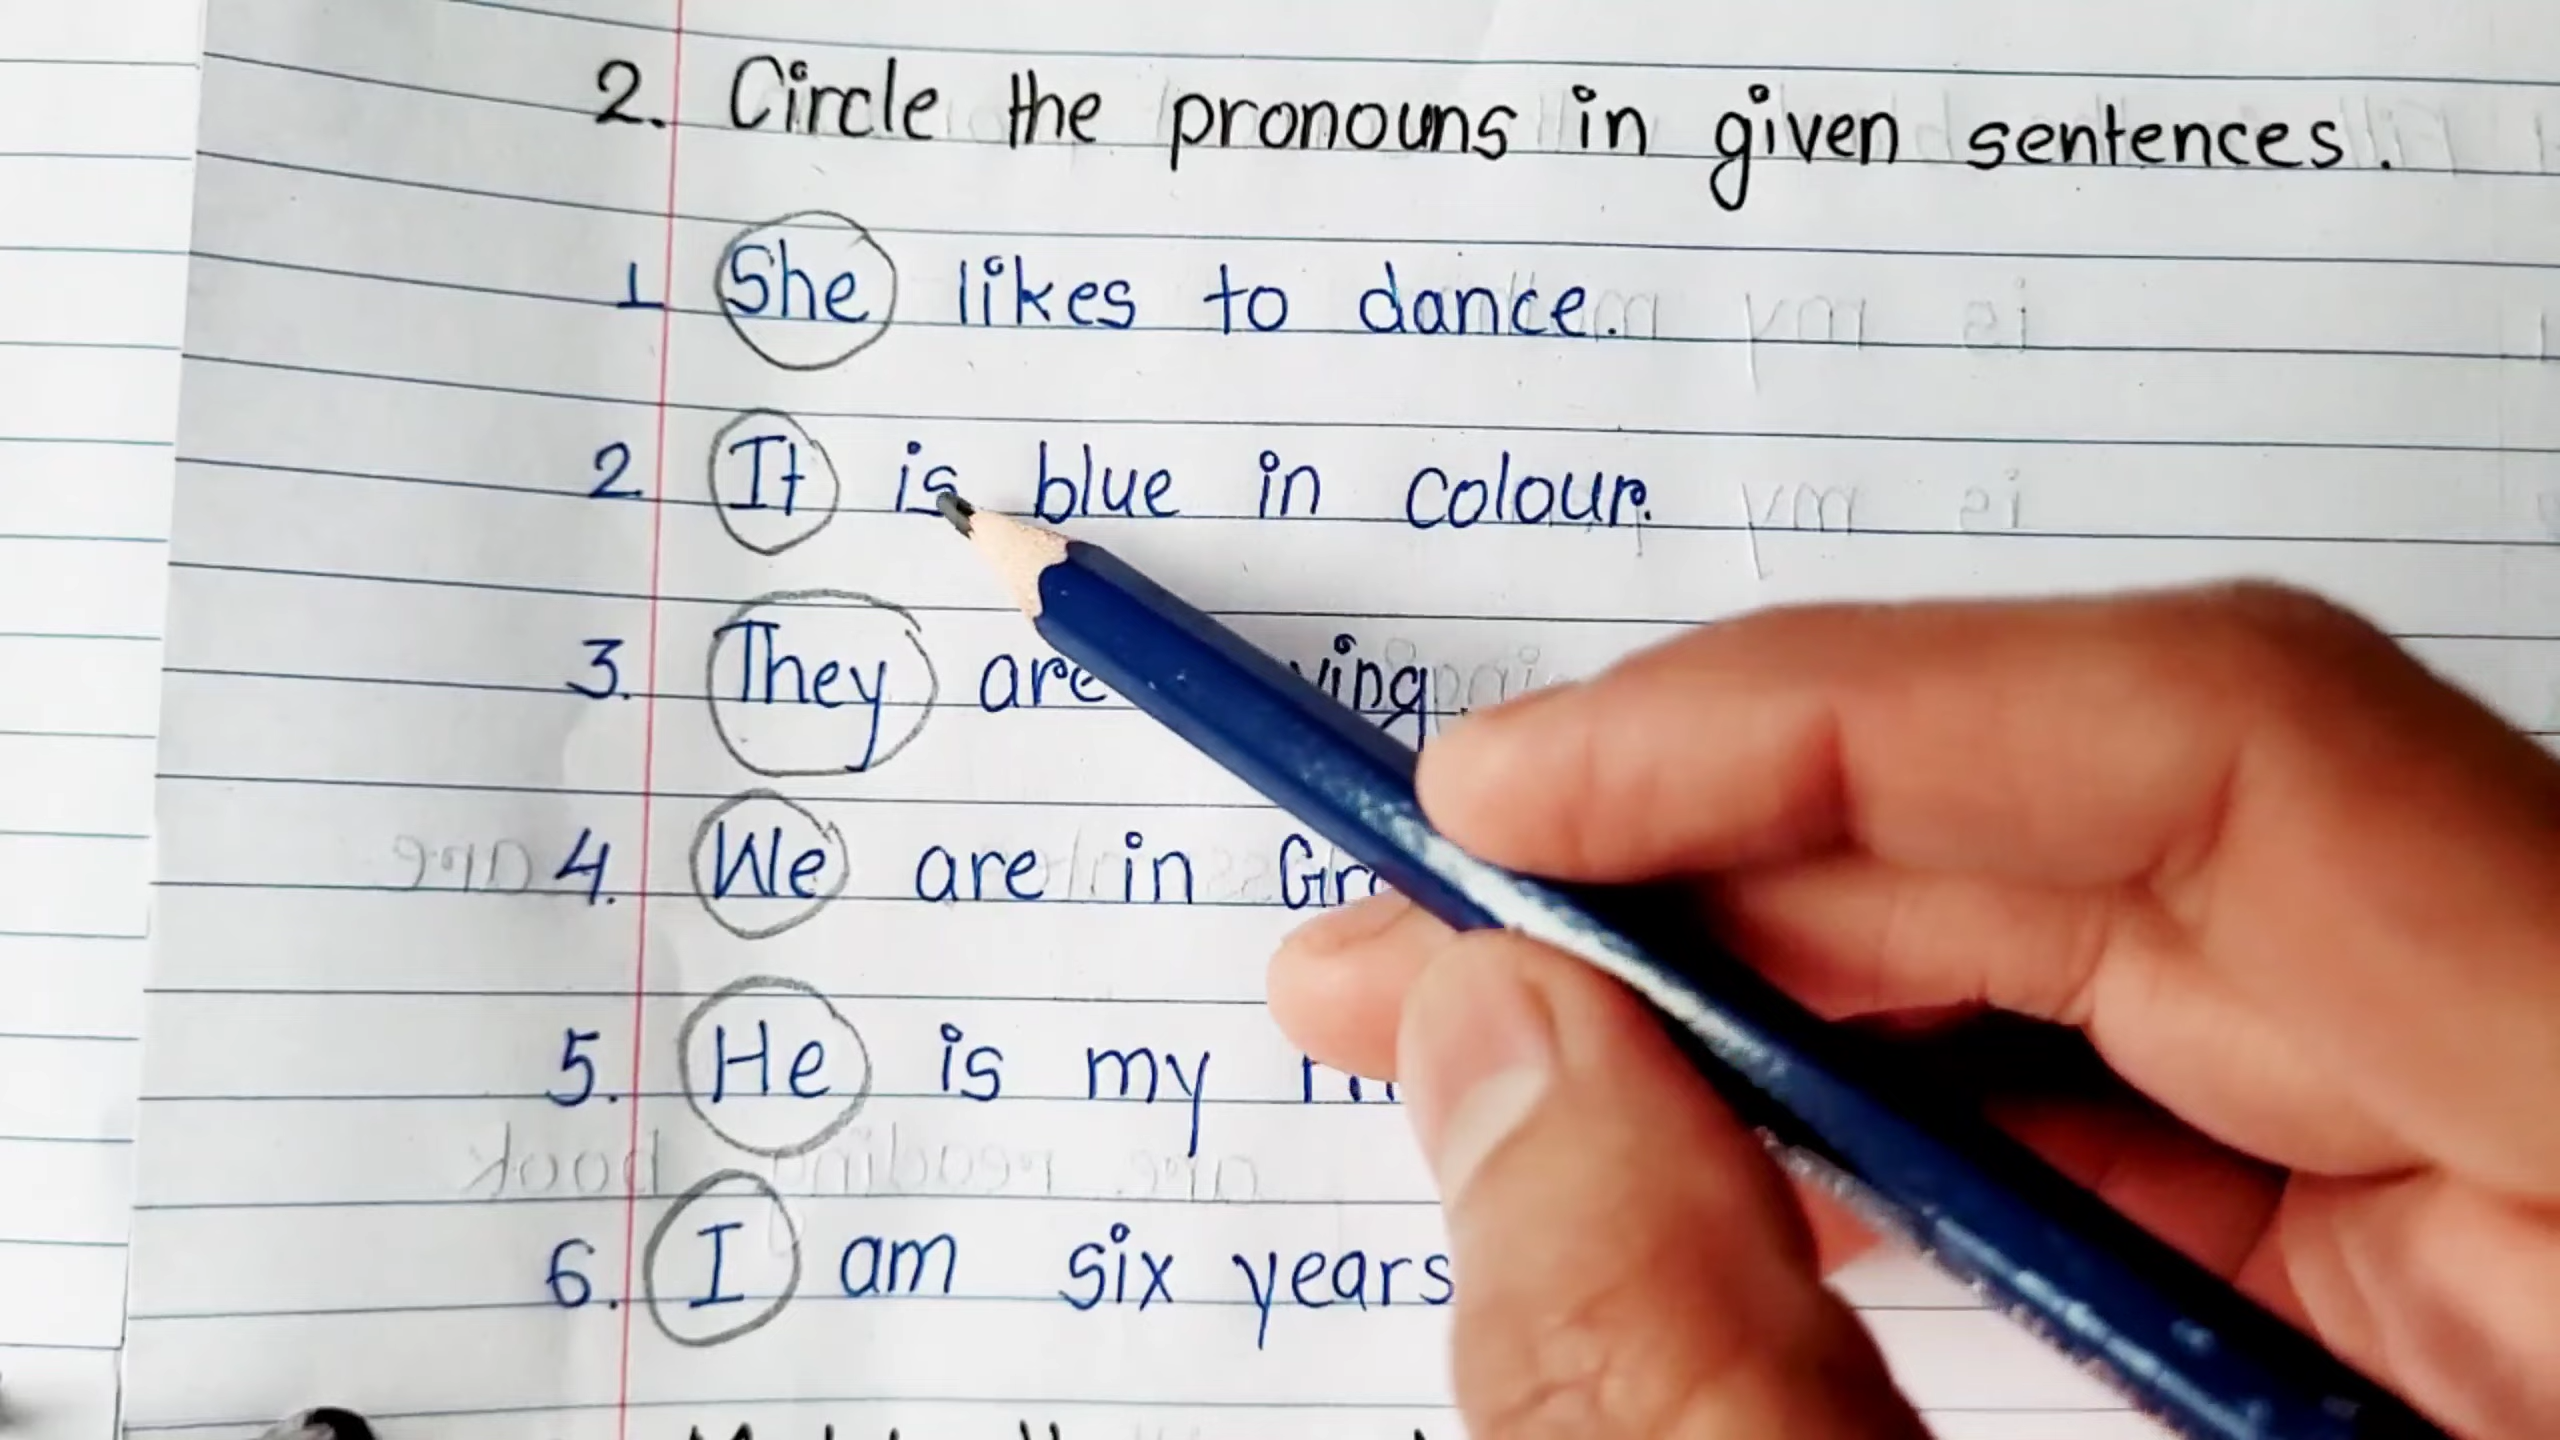 2. Circle the pronouns in given sentences.
1 She likes to dance.
2 It is blue in colour.
3. They are
4. We are in
5. He is my
6. I am six years